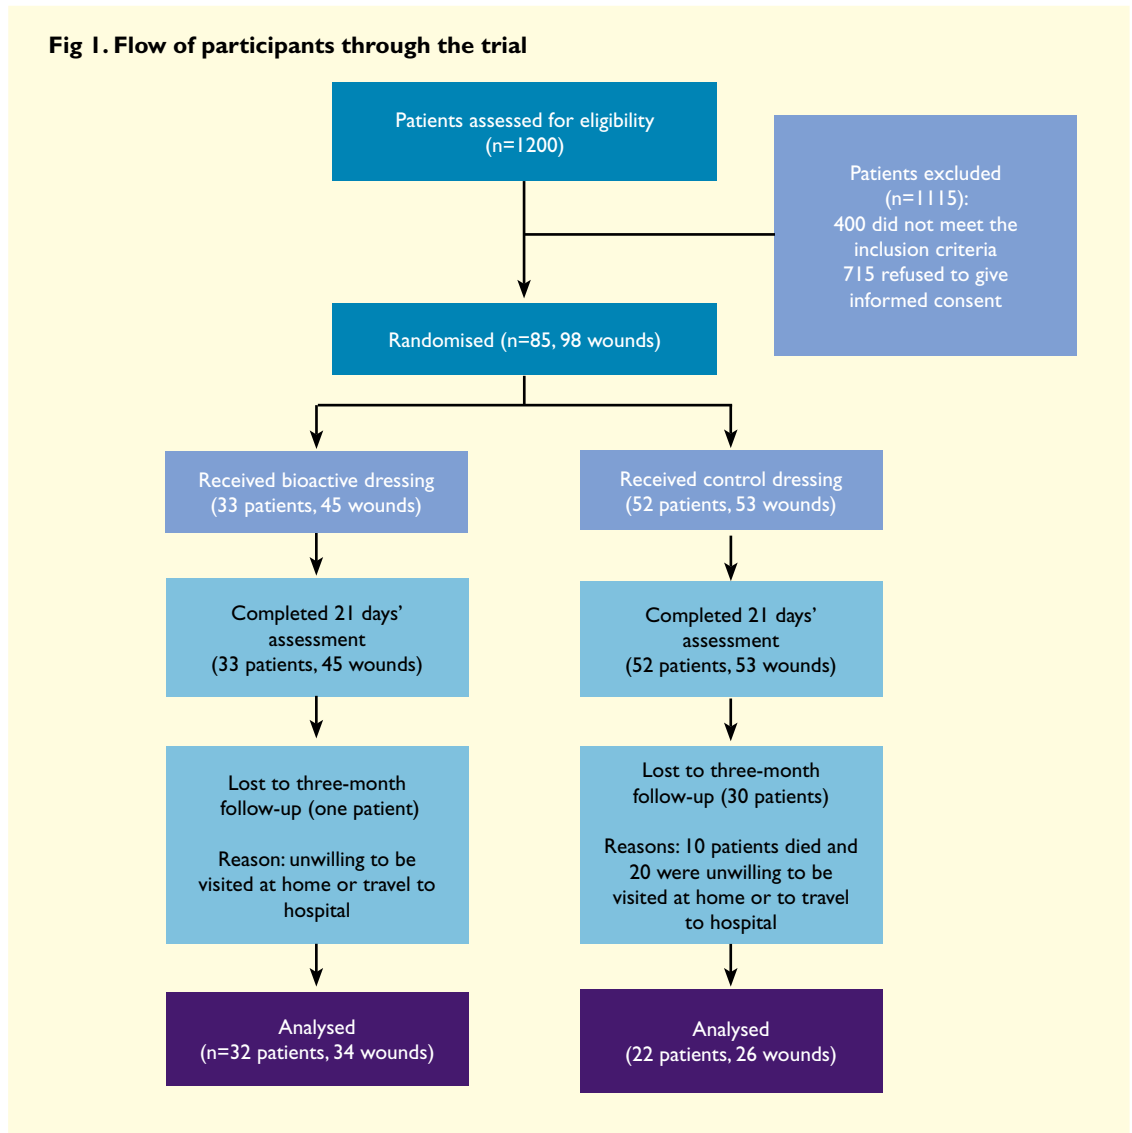 Fig 1. Flow of participants through the trial
Patients assessed for eligibility
(n=1200)
Patients excluded
(n=1115):
400 did not meet the
inclusion criteria
715 refused to give
informed consent
Randomised (n=85, 98 wounds)
Received bioactive dressing
(33 patients, 45 wounds)
Received control dressing
(52 patients, 53 wounds)
Completed 21 days’
assessment
(33 patients, 45 wounds)
Completed 21 days’
assessment
(52 patients, 53 wounds)
Lost to three-month
follow-up (one patient)
Reason: unwilling to be
visited at home or travel to
hospital
Lost to three-month
follow-up (30 patients)
Reasons: 10 patients died and
20 were unwilling to be
visited at home or to travel
to hospital
Analysed
(n=32 patients, 34 wounds)
Analysed
(22 patients, 26 wounds)